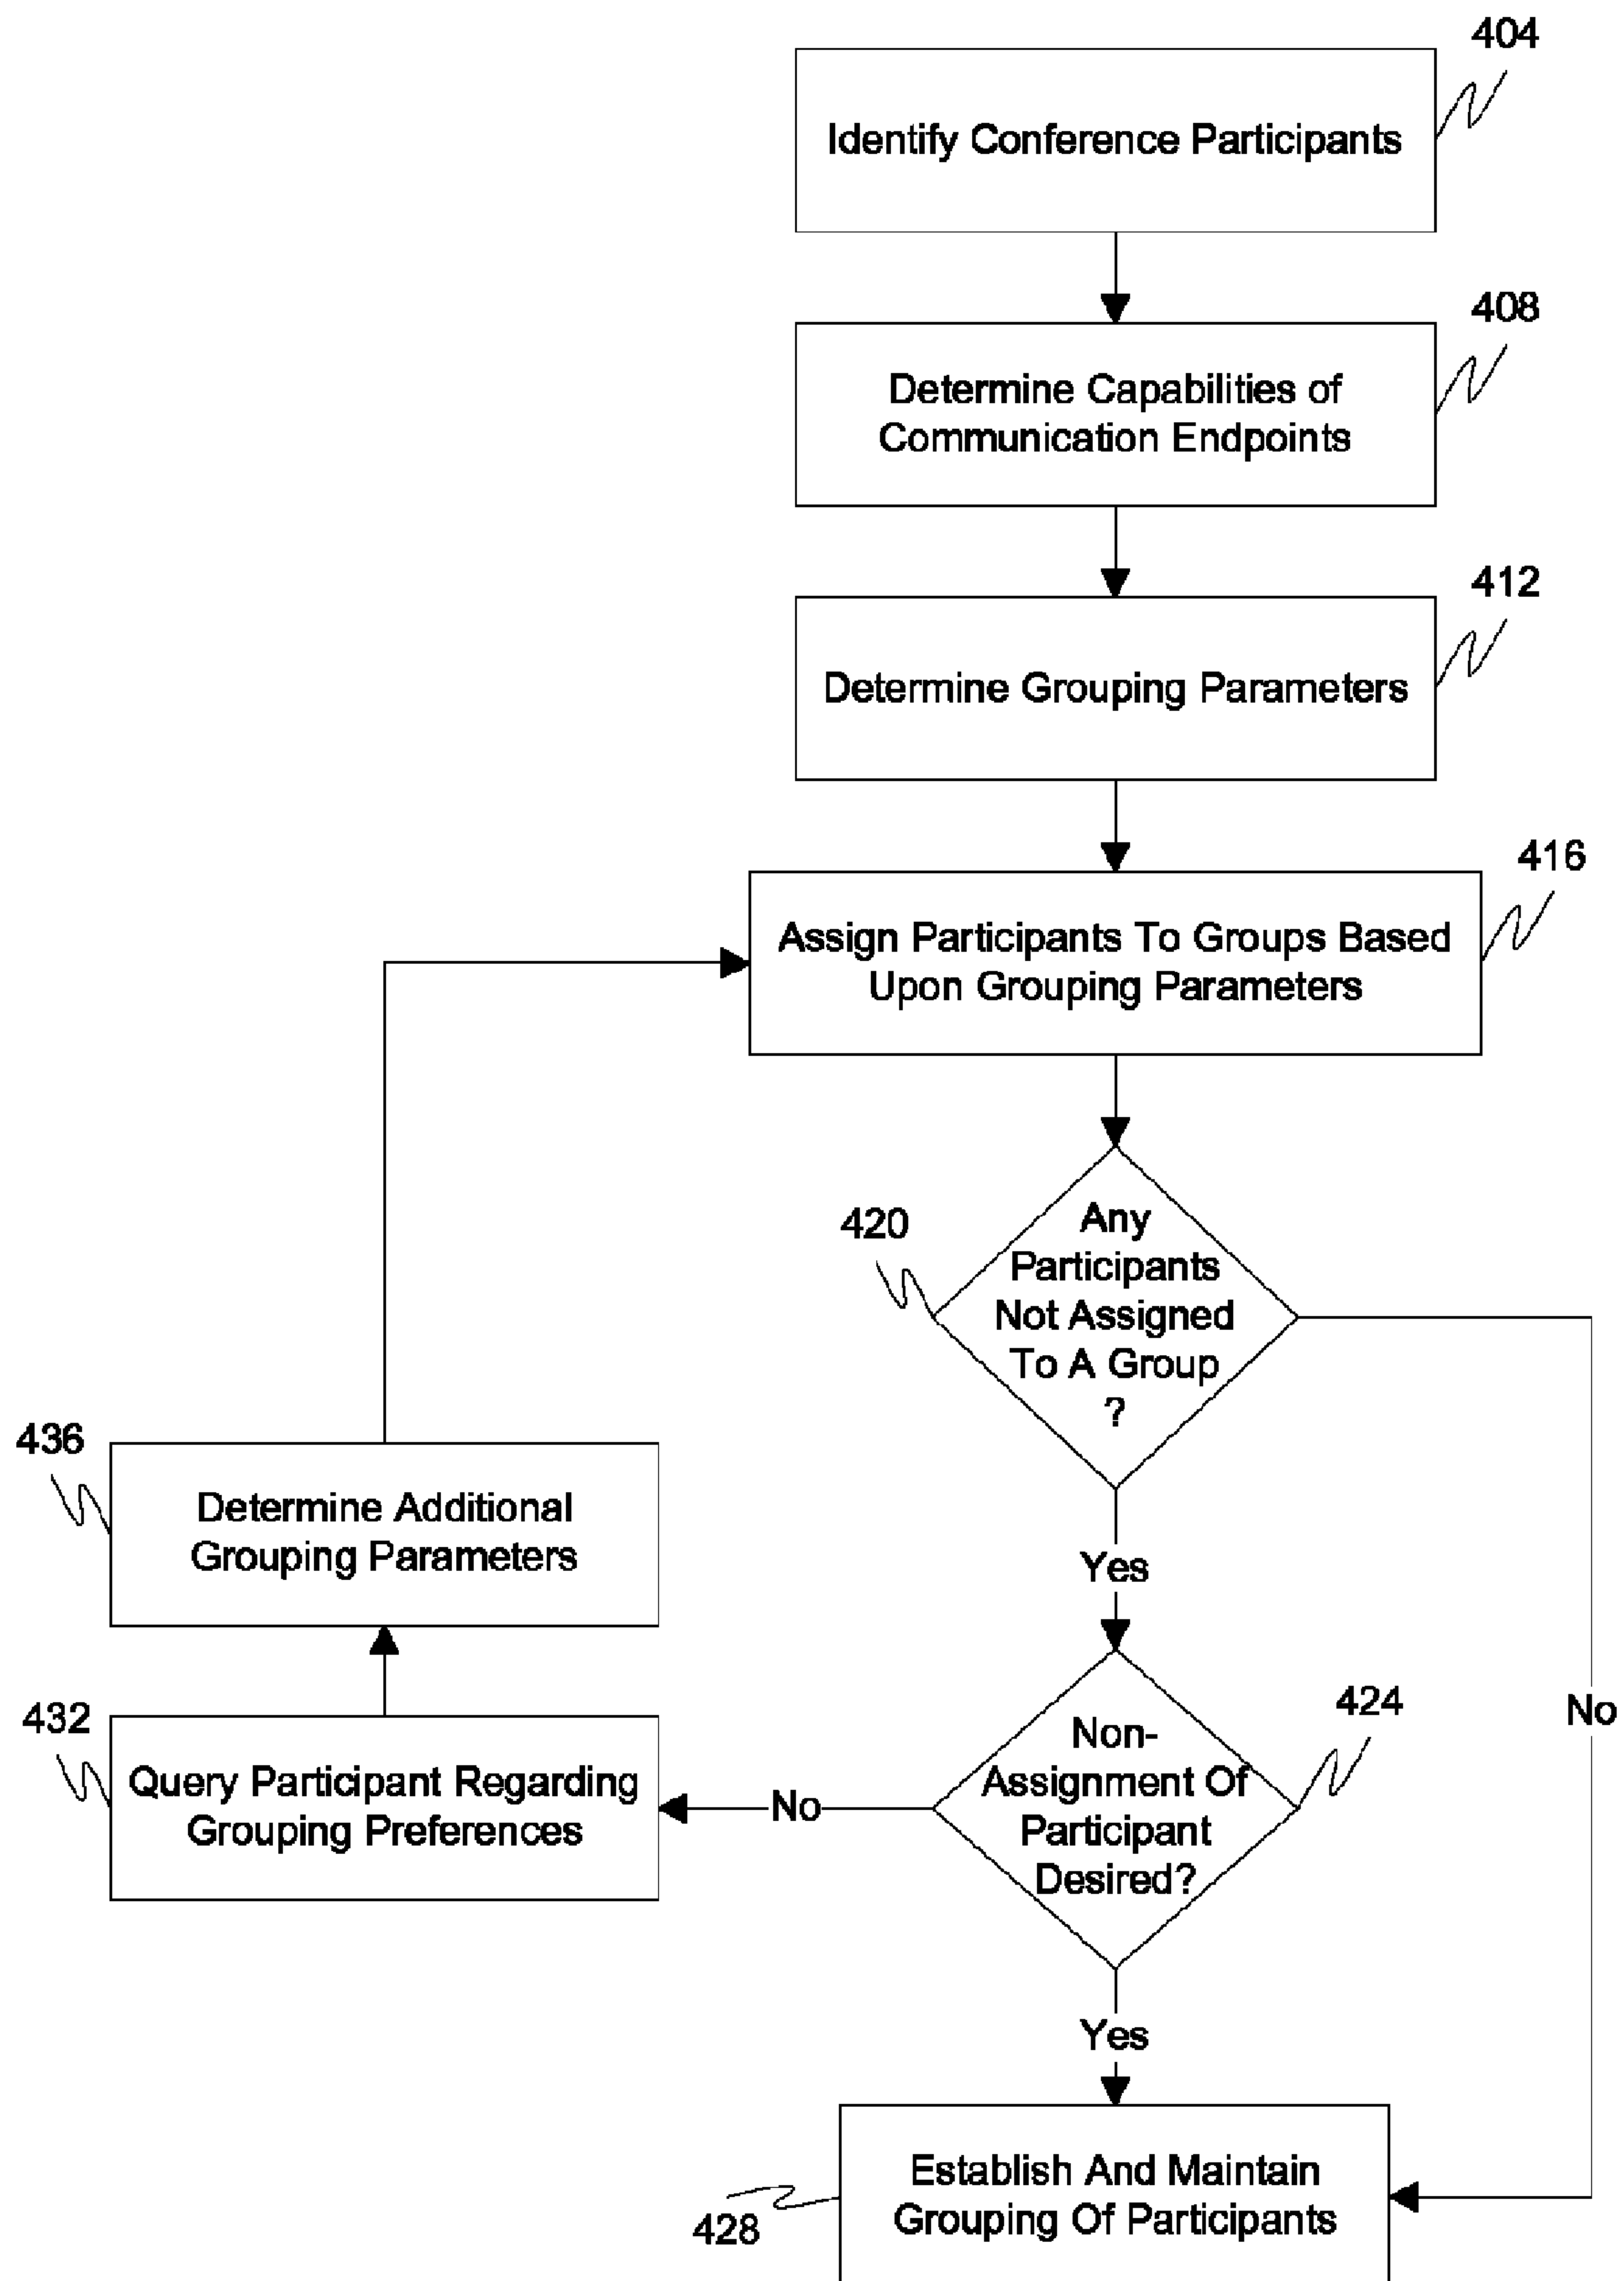 404
Identify Conference Participants
408
Determine Capabilities of
Communication Endpoints
412
Determine Grouping Parameters
416
Assign Participants To Groups Based
Upon Grouping Parameters
420
Any
Participants
Not Assigned
To A Group
?
436
Determine Additional
Grouping Parameters
Yes
432
Query Participant Regarding
Grouping Preferences
No
424
Non-
Assignment Of
Participant
Desired?
No
Yes
428
Establish And Maintain
Grouping Of Participants